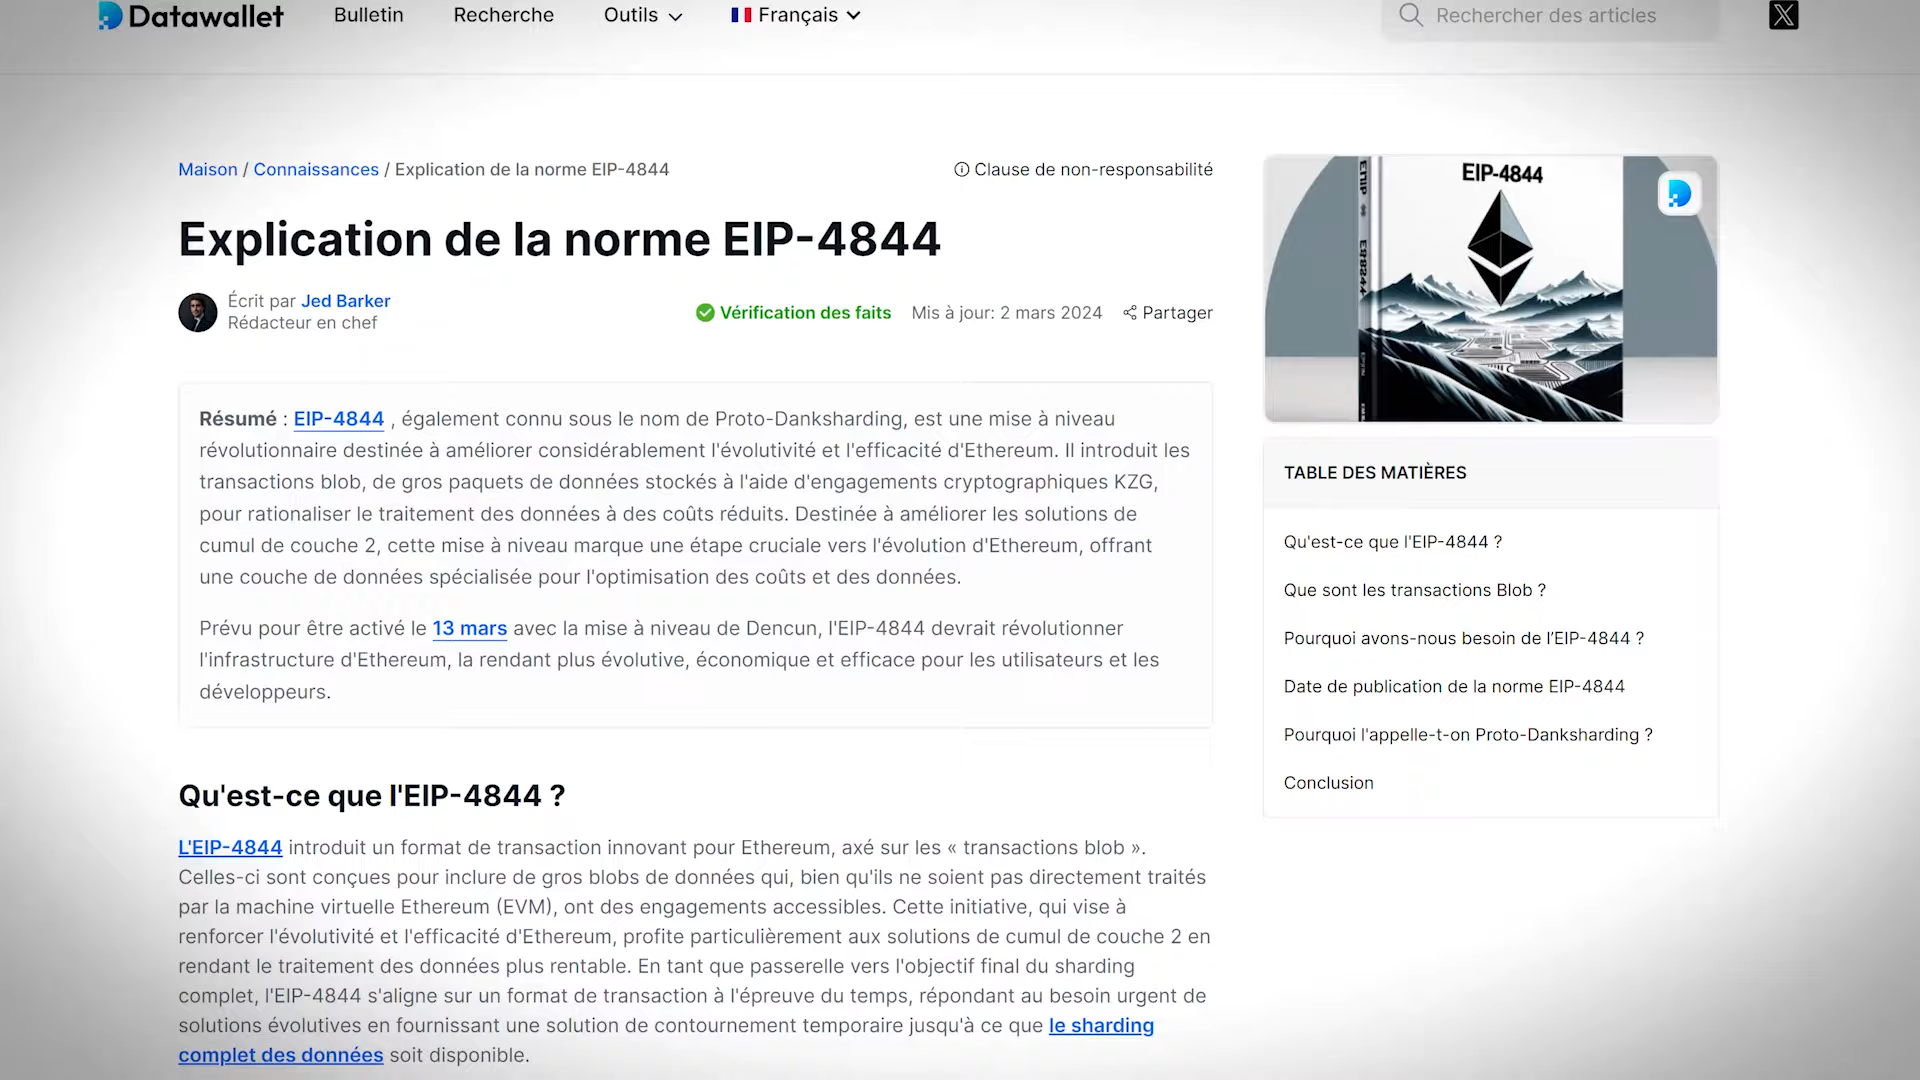 Datawallet
Bulletin
Recherche
Outils
Français
Rechercher des articles
Maison / Connaissances / Explication de la norme EIP-4844
Clause de non-responsabilité
Explication de la norme EIP-4844
Écrit par Jed Barker
Rédacteur en chef
Vérification des faits
Mis à jour: 2 mars 2024
Partager
Résumé : EIP-4844 , également connu sous le nom de Proto-Danksharding, est une mise à niveau
révolutionnaire destinée à améliorer considérablement l'évolutivité et l'efficacité d'Ethereum. Il introduit les
transactions blob, de gros paquets de données stockés à l'aide d'engagements cryptographiques KZG,
pour rationaliser le traitement des données à des coûts réduits. Destinée à améliorer les solutions de
cumul de couche 2, cette mise à niveau marque une étape cruciale vers l'évolution d'Ethereum, offrant
une couche de données spécialisée pour l'optimisation des coûts et des données.
Prévu pour être activé le 13 mars avec la mise à niveau de Dencun, l'EIP-4844 devrait révolutionner
l'infrastructure d'Ethereum, la rendant plus évolutive, économique et efficace pour les utilisateurs et les
développeurs.
Qu'est-ce que l'EIP-4844 ?
L'EIP-4844 introduit un format de transaction innovant pour Ethereum, axé sur les « transactions blob ».
Celles-ci sont conçues pour inclure de gros blobs de données qui, bien qu'ils ne soient pas directement traités
par la machine virtuelle Ethereum (EVM), ont des engagements accessibles. Cette initiative, qui vise à
renforcer l'évolutivité et l'efficacité d'Ethereum, profite particulièrement aux solutions de cumul de couche 2 en
rendant le traitement des données plus rentable. En tant que passerelle vers l'objectif final du sharding
complet, l'EIP-4844 s'aligne sur un format de transaction à l'épreuve du temps, répondant au besoin urgent de
solutions évolutives en fournissant une solution de contournement temporaire jusqu'à ce que le sharding
complet des données soit disponible.
EIP-4844
TABLE DES MATIÈRES
Qu'est-ce que l'EIP-4844 ?
Que sont les transactions Blob ?
Pourquoi avons-nous besoin de l’EIP-4844 ?
Date de publication de la norme EIP-4844
Pourquoi l'appelle-t-on Proto-Danksharding ?
Conclusion